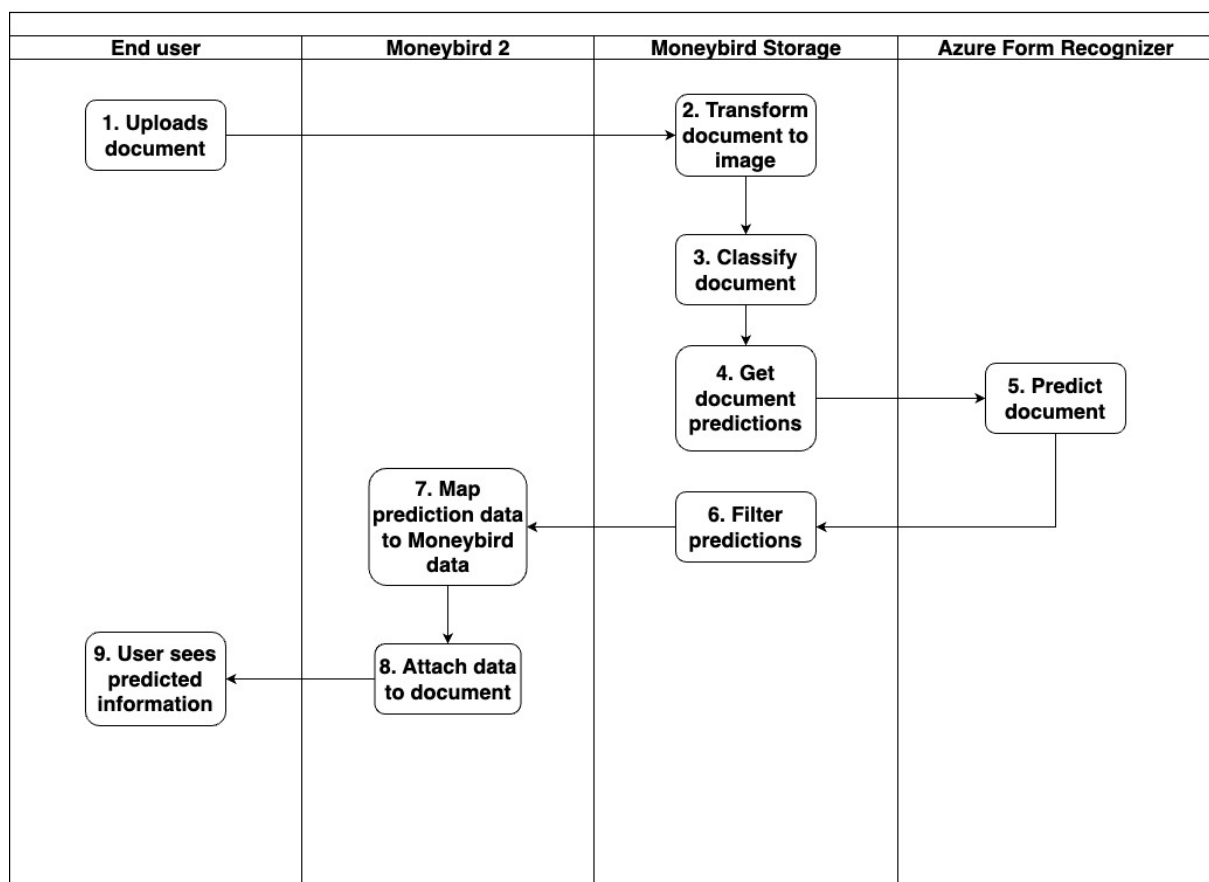 End user
Moneybird 2
Moneybird Storage
Azure Form Recognizer
1. Uploads
document
2. Transform
document to
image
3. Classify
document
4. Get
document
predictions
5. Predict
document
6. Filter
predictions
7. Map
prediction data
to Moneybird
data
8. Attach data
to document
9. User sees
predicted
information